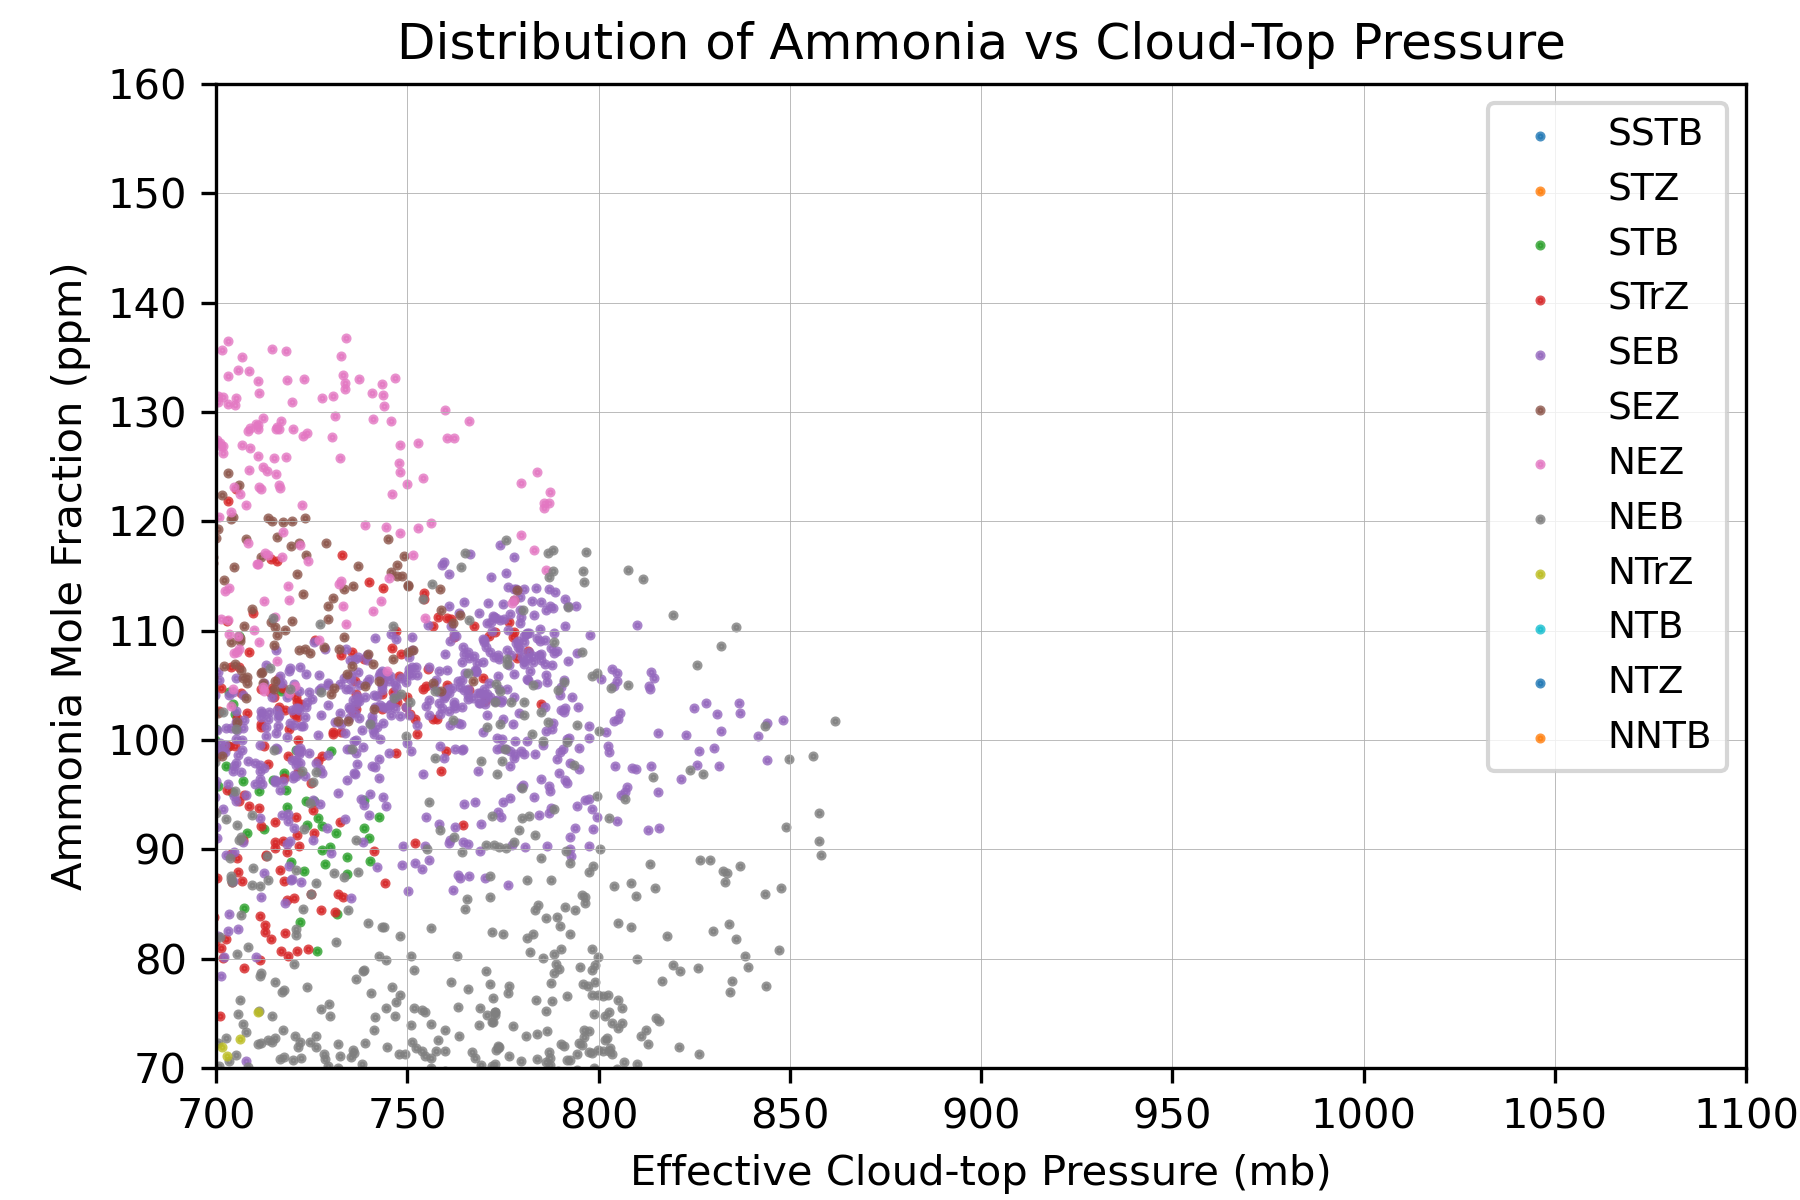 Distribution of Ammonia vs Cloud-Top Pressure
160
150
140
130
120
110
100
90
80
70
Ammonia Mole Fraction (ppm)
SSTB
STZ
STB
STrZ
SEB
SEZ
NEZ
NEB
NTrZ
NTB
NTZ
NNTB
700 750 800 850 900 950 1000 1050 1100
Effective Cloud-top Pressure (mb)